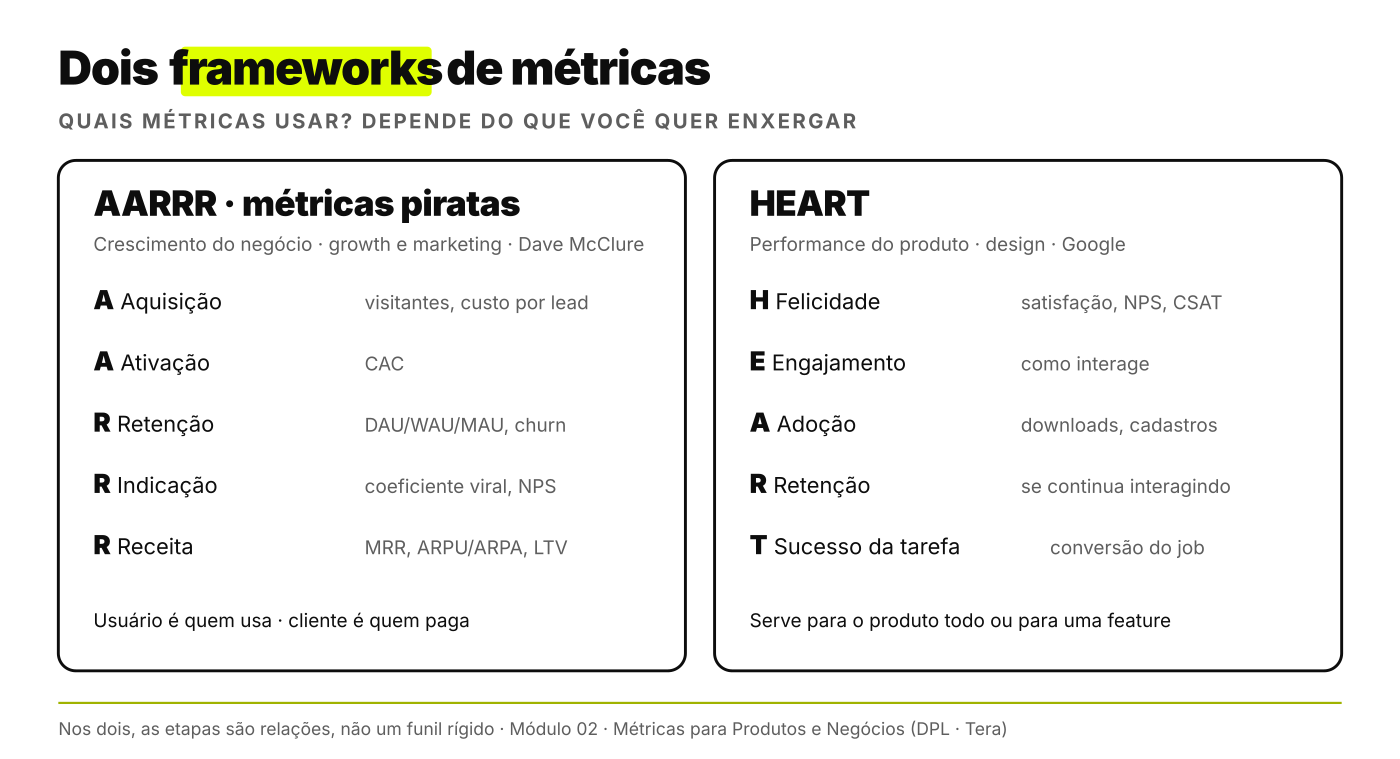 Dois frameworks de métricas
QUAIS MÉTRICAS USAR? DEPENDE DO QUE VOCÊ QUER ENXERGAR
AARRR · métricas piratas
Crescimento do negócio · growth e marketing · Dave McClure
A Aquisição visitantes, custo por lead
A Ativação CAC
R Retenção DAU/WAU/MAU, churn
R Indicação coeficiente viral, NPS
R Receita MRR, ARPU/ARPA, LTV
Usuário é quem usa · cliente é quem paga
HEART
Performance do produto · design · Google
H Felicidade satisfação, NPS, CSAT
E Engajamento como interage
A Adoção downloads, cadastros
R Retenção se continua interagindo
T Sucesso da tarefa conversão do job
Serve para o produto todo ou para uma feature
Nos dois, as etapas são relações, não um funil rígido · Módulo 02 · Métricas para Produtos e Negócios (DPL · Tera)